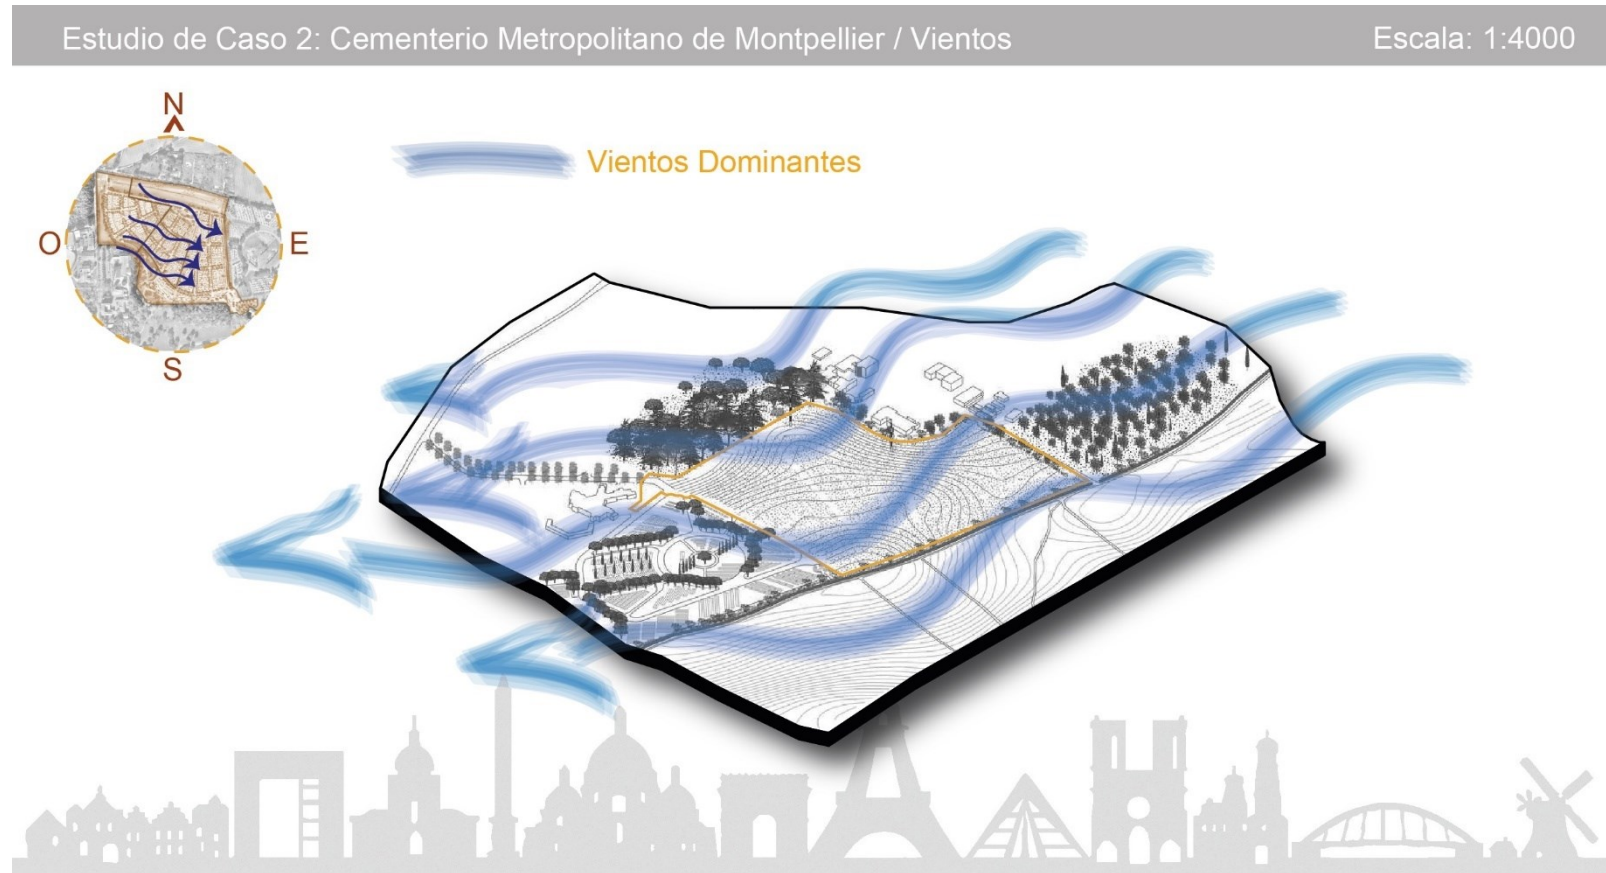 Estudio de Caso 2: Cementerio Metropolitano de Montpellier / Vientos
Escala: 1:4000
N
Vientos Dominantes
O
E
S